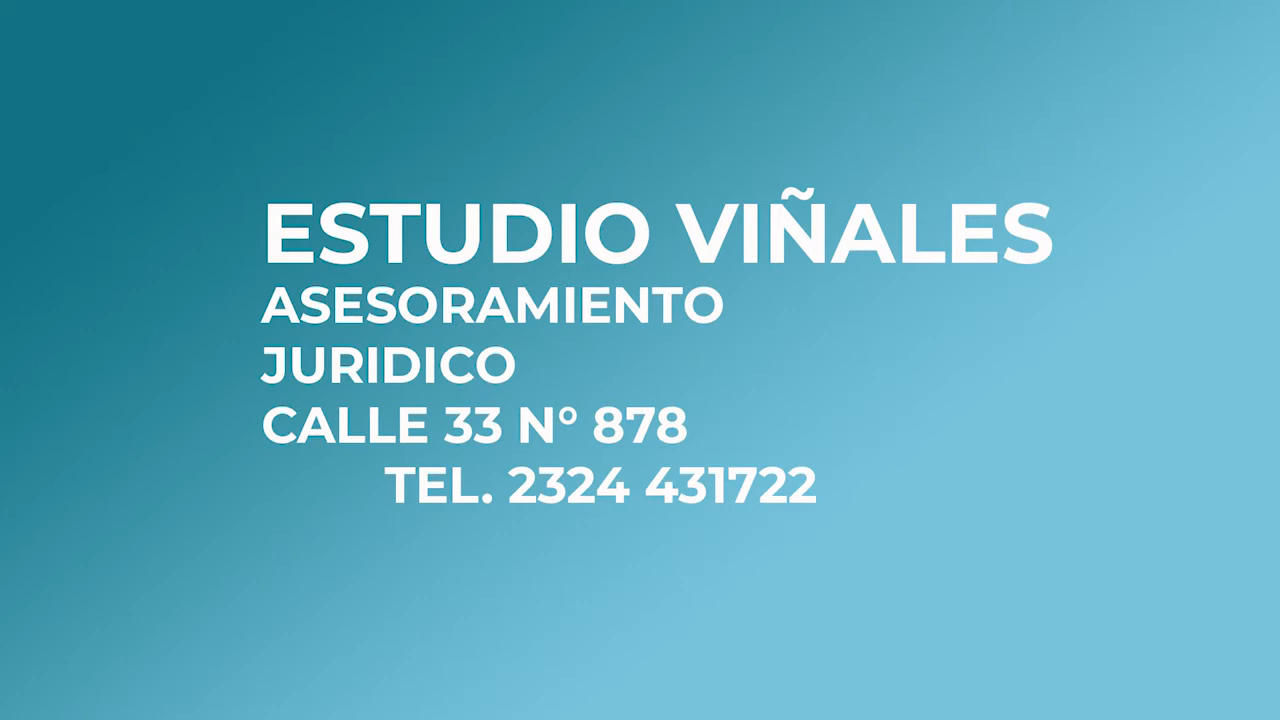 ESTUDIO VIÑALES
ASESORAMIENTO
JURIDICO
CALLE 33 N° 878
TEL. 2324 431722